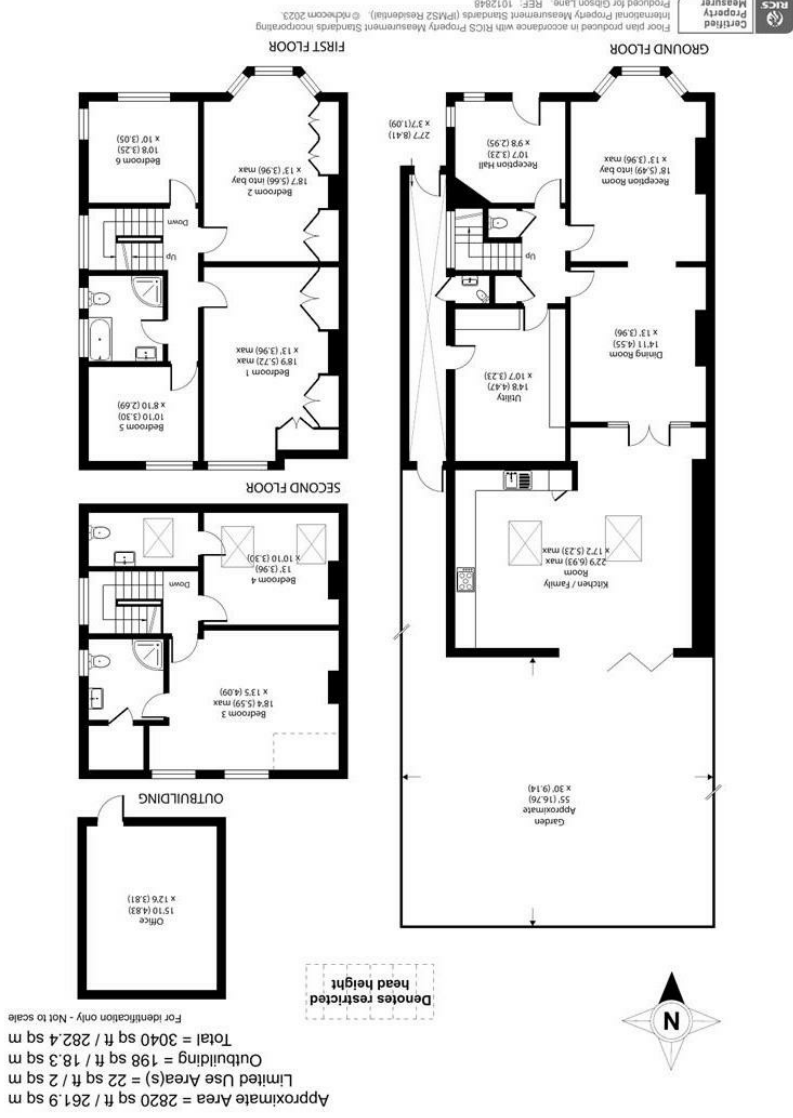 Approximate Area = 2820 sq ft / 261.9 sq m
Limited Use Area(s) = 22 sq ft / 2 sq m
Outbuilding = 198 sq ft / 18.3 sq m
Total = 3040 sq ft / 282.4 sq m
For identification only - Not to scale
N
Denotes restricted
head height
Garden
Approximate
55' (16.76)
x 30' (9.14)
Office
15'10 (4.83)
x 12'6 (3.81)
OUTBUILDING
Kitchen / Family
Room
22'9 (6.93) max
x 17'2 (5.23) max
Bedroom 3
18'4 (5.59) max
x 13'5 (4.09)
Down
Bedroom 4
13' (3.96)
x 10'10 (3.30)
SECOND FLOOR
Dining Room
14'11 (4.55)
x 13' (3.96)
Utility
14'8 (4.47)
x 10'7 (3.23)
Up
Reception Room
18' (5.49) into bay
x 13' (3.96) max
Reception Hall
10'7 (3.23)
x 9'8 (2.95)
27'7 (8.41)
x 3'7 (1.09)
GROUND FLOOR
Bedroom 1
18'9 (5.72) max
x 13' (3.96) max
Bedroom 5
10'10 (3.30)
x 8'10 (2.69)
Up
Down
Bedroom 2
18'7 (5.66) into bay
x 13' (3.96) max
Bedroom 6
10'8 (3.25)
x 10' (3.05)
FIRST FLOOR
RICS
Certified
Property
Measurer
Floor plan produced in accordance with RICS Property Measurement Standards incorporating
International Property Measurement Standards (IPMS2 Residential). © nichecom 2023.
Produced for Gibson Lane. REF: 1012848